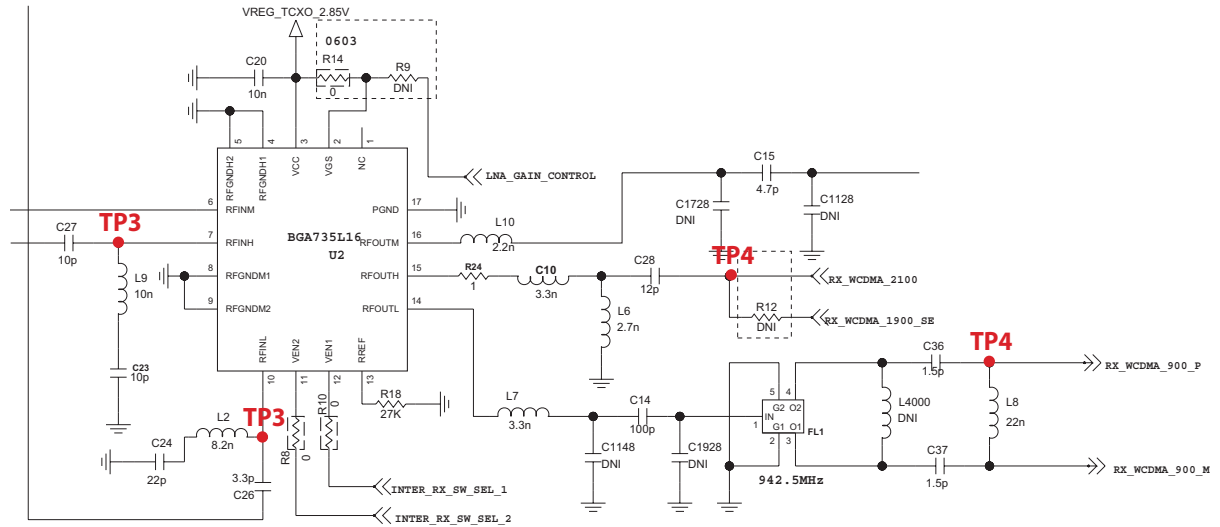 VREG_TCXO_2.85V
0603
C20
10n
R14
0
R9
DNI
5
4
3
2
1
RFGNDH2
RFGNDH1
VCC
VGS
NC
LNA_GAIN_CONTROL
C15
4.7p
C1728
DNI
C1128
DNI
6
RFINM
PGND
17
C27
10p
TP3
7
RFINH
BGA735L16
U2
RFOUTM
16
L10
2.2n
L9
10n
8
RFGNDM1
RFOUTH
15
R24
1
C10
3.3n
C28
12p
TP4
RX_WCDMA_2100
9
RFGNDM2
RFOUTL
14
L6
2.7n
R12
DNI
RX_WCDMA_1900_SE
C23
10p
RFINL
VEN2
VEN1
RREF
10
11
12
13
R18
27K
L2
8.2n
TP3
C24
22p
3.3p
C26
R8
0
R10
0
INTER_RX_SW_SEL_1
INTER_RX_SW_SEL_2
L7
3.3n
C14
100p
C1148
DNI
C1928
DNI
5
4
G2
O2
IN
1
G1
O1
FL1
2
3
942.5MHz
C36
1.5p
TP4
RX_WCDMA_900_P
L4000
DNI
L8
22n
C37
1.5p
RX_WCDMA_900_M